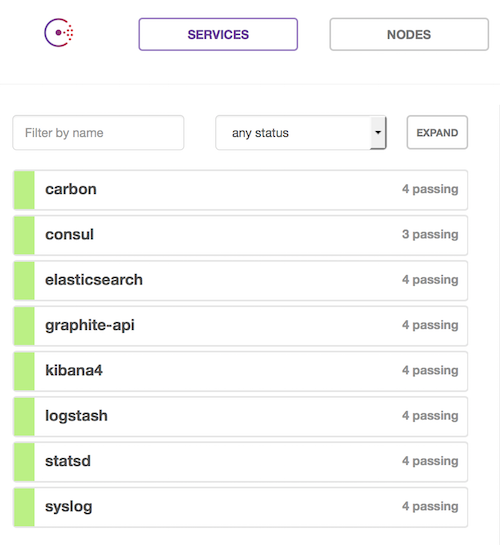 SERVICES NODES
Filter by name any status EXPAND
carbon 4 passing
consul 3 passing
elasticsearch 4 passing
graphite-api 4 passing
kibana4 4 passing
logstash 4 passing
statsd 4 passing
syslog 4 passing